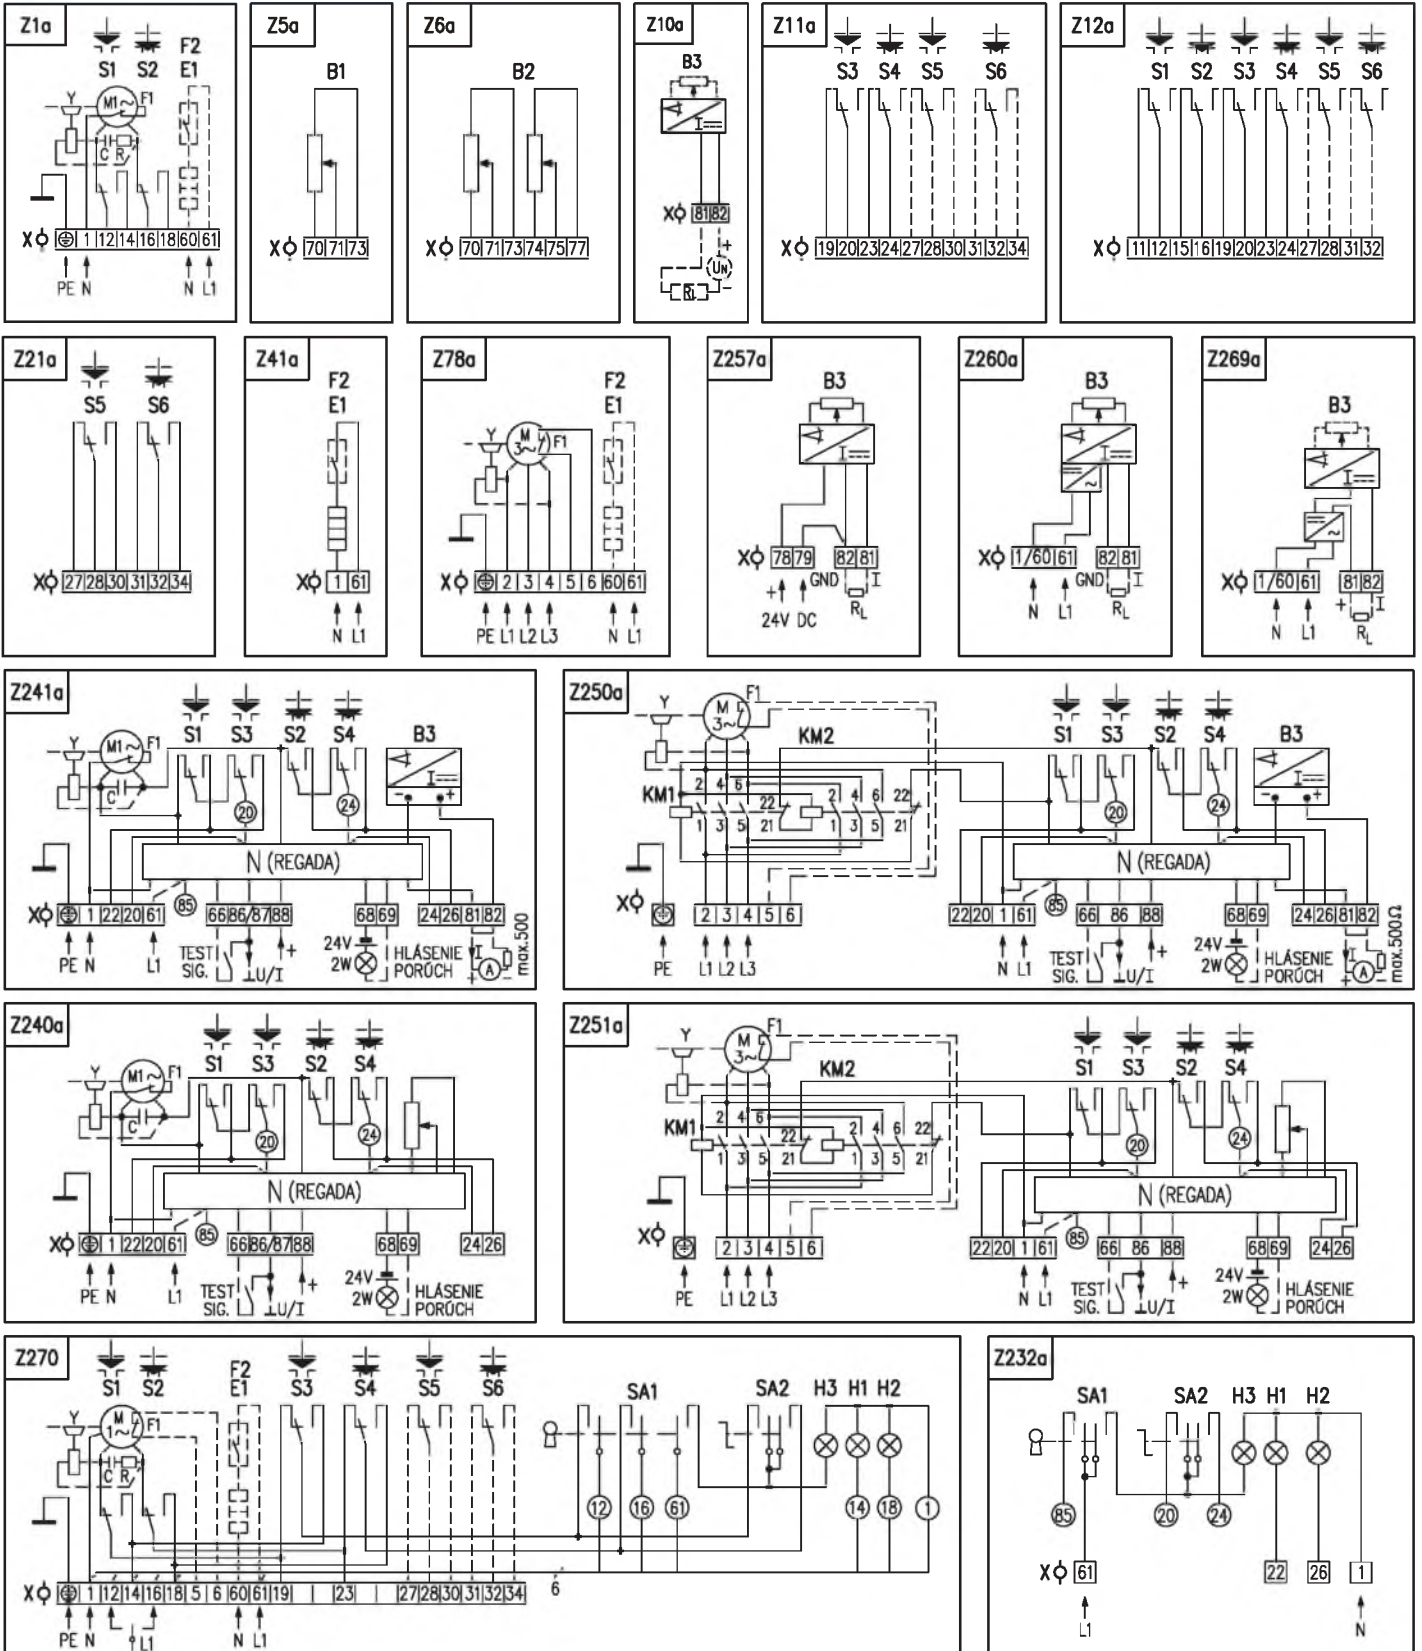 Z1a
S1 S2 F2
E1
Y M1~ F1
C R
X 1 12 14 16 18 60 61
PE N N L1
Z5a
B1
X 70 71 73
Z6a
B2
X 70 71 73 74 75 77
Z10a
B3
I
X 81 82
+
UN
RL -
Z11a
S3 S4 S5 S6
X 19 20 23 24 27 28 30 31 32 34
Z12a
S1 S2 S3 S4 S5 S6
X 11 12 15 16 19 20 23 24 27 28 31 32
Z21a
S5 S6
X 27 28 30 31 32 34
Z41a
F2
E1
X 1 61
N L1
Z78a
F2
E1
Y M 3~ F1
X 2 3 4 5 6 60 61
PE L1 L2 L3 N L1
Z257a
B3
I
X 78 79 82 81
+ GND I
24V DC RL
Z260a
B3
I
~
X 1/60 61 82 81
GND I
N L1 RL
Z269a
B3
I
~
X 1/60 61 81 82
+ I
N L1 RL
Z241a
S1 S3 S2 S4 B3
Y M1~ F1
C I
- +
20 24
N (REGADA)
X 1 22 20 61 85 66 86/87 88 68 69 24 26 81 82
PE N L1 TEST SIG. U/I + 24V 2W HLÁSENIE PORÚCH I + A - max.500
Z250a
Y M 3~ F1
KM2
S1 S3 S2 S4 B3
KM1
2 4 6 22 2 4 6 22
1 3 5 21 1 3 5 21
20 24
I
- +
N (REGADA)
X 2 3 4 5 6 22 20 1 61 85 66 86 88 68 69 24 26 81 82
PE L1 L2 L3 N L1 TEST SIG. U/I + 24V 2W HLÁSENIE PORÚCH I + A - max.500Ω
Z240a
S1 S3 S2 S4
Y M1~ F1
C
20 24
N (REGADA)
X 1 22 20 61 85 66 86/87 88 68 69 24 26
PE N L1 TEST SIG. U/I + 24V 2W HLÁSENIE PORÚCH
Z251a
Y M 3~ F1
KM2
S1 S3 S2 S4
KM1
2 4 6 22 2 4 6 22
1 3 5 21 1 3 5 21
20 24
N (REGADA)
X 2 3 4 5 6 22 20 1 61 85 66 86 88 68 69 24 26
PE L1 L2 L3 N L1 TEST SIG. U/I + 24V 2W HLÁSENIE PORÚCH
Z270
S1 S2 F2
E1 S3 S4 S5 S6 SA1 SA2 H3 H1 H2
Y M 1~ F1
C R
12 16 61 14 18 1
X 1 12 14 16 18 5 6 60 61 19 23 27 28 30 31 32 34 6
PE N L1 N L1
Z232a
SA1 SA2 H3 H1 H2
85 20 24
X 61 22 26 1
L1 N